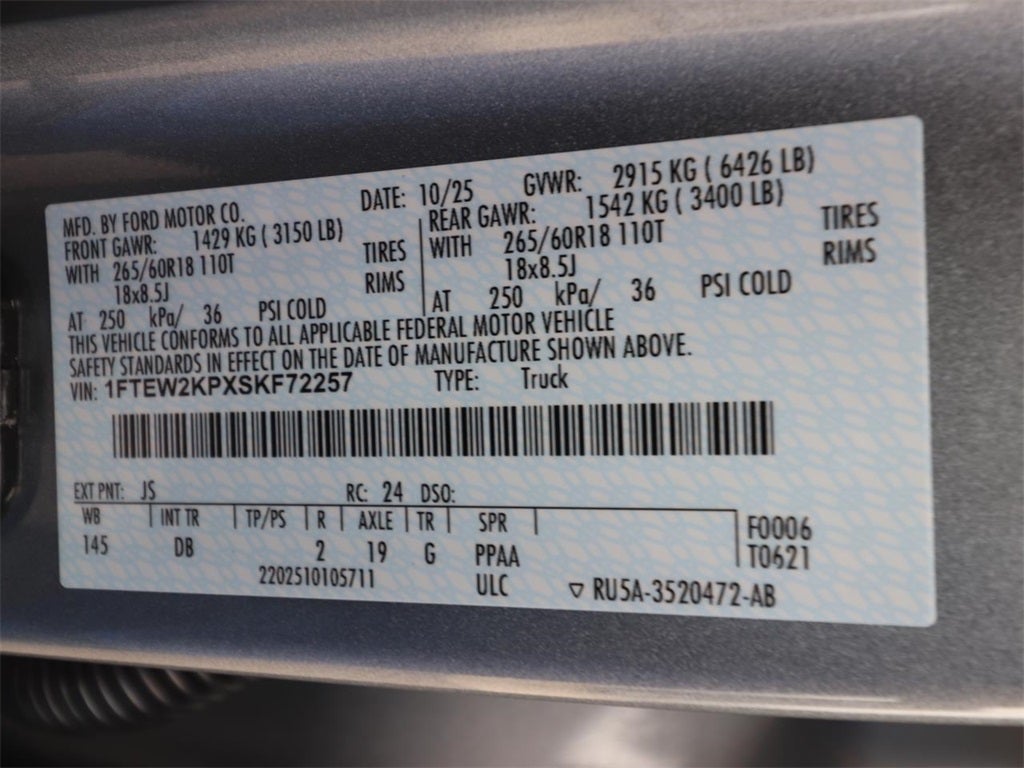 MFD. BY FORD MOTOR CO. DATE: 10/25 GVWR: 2915 KG ( 6426 LB)
FRONT GAWR: 1429 KG ( 3150 LB) REAR GAWR: 1542 KG ( 3400 LB)
WITH 265/60R18 110T TIRES WITH 265/60R18 110T TIRES
18x8.5J RIMS 18x8.5J RIMS
AT 250 kPa/ 36 PSI COLD AT 250 kPa/ 36 PSI COLD
THIS VEHICLE CONFORMS TO ALL APPLICABLE FEDERAL MOTOR VEHICLE
SAFETY STANDARDS IN EFFECT ON THE DATE OF MANUFACTURE SHOWN ABOVE.
VIN: 1FTEW2KPXSKF72257 TYPE: Truck
EXT PNT: JS RC: 24 DSO:
WB INT TR TP/PS R AXLE TR SPR F0006
145 DB 2 19 G PPAA T0621
2202510105711 ULC ▽ RU5A-3520472-AB